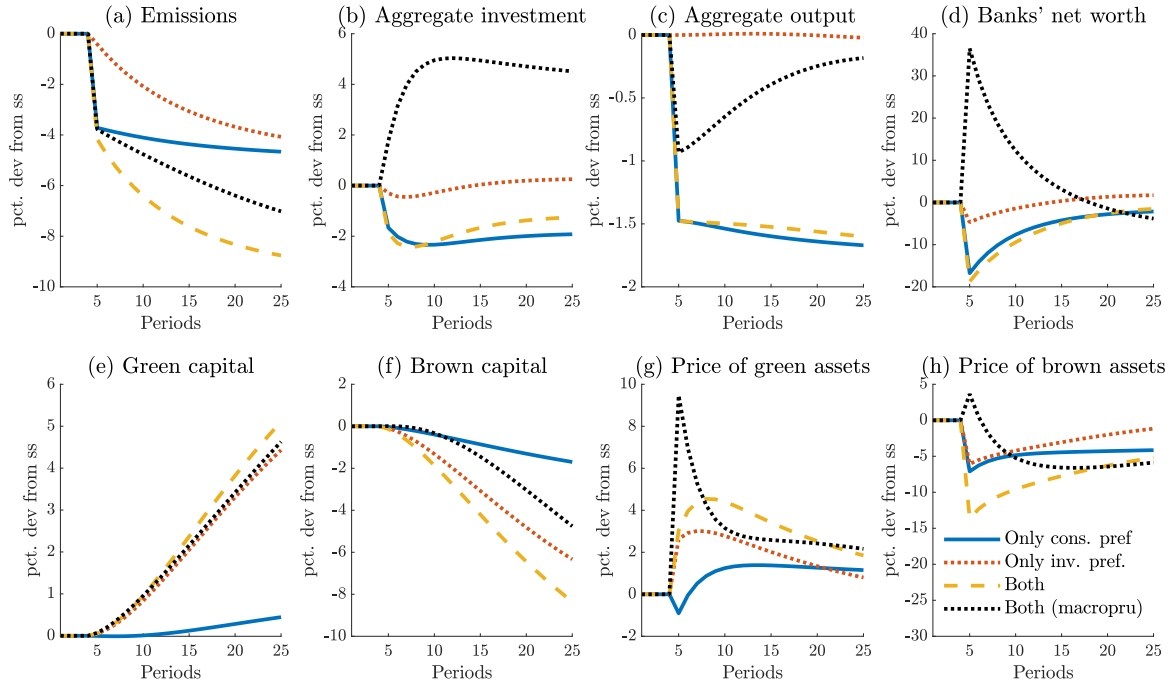 (a) Emissions
pct. dev from ss
0
-2
-4
-6
-8
-10
5 10 15 20 25
Periods
(b) Aggregate investment
pct. dev from ss
6
4
2
0
-2
-4
5 10 15 20 25
Periods
(c) Aggregate output
pct. dev from ss
0
-0.5
-1
-1.5
-2
5 10 15 20 25
Periods
(d) Banks' net worth
pct. dev from ss
40
30
20
10
0
-10
-20
-30
5 10 15 20 25
Periods
(e) Green capital
pct. dev from ss
6
5
4
3
2
1
0
5 10 15 20 25
Periods
(f) Brown capital
pct. dev from ss
2
0
-2
-4
-6
-8
-10
5 10 15 20 25
Periods
(g) Price of green assets
pct. dev from ss
10
8
6
4
2
0
-2
5 10 15 20 25
Periods
(h) Price of brown assets
pct. dev from ss
5
0
-5
-10
-15
-20
-25
-30
5 10 15 20 25
Periods
Only cons. pref
Only inv. pref.
Both
Both (macropru)